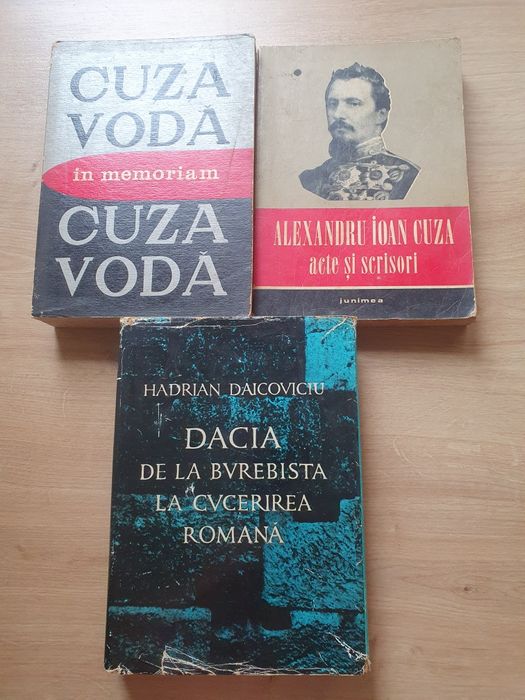 CUZA
VODĂ
în memoriam
CUZA
VODĂ
ALEXANDRU IOAN CUZA
acte și scrisori
junimea
HADRIAN DAICOVICIU
DACIA
DE LA BVREBISTA
LA CVCERIREA
ROMANĂ